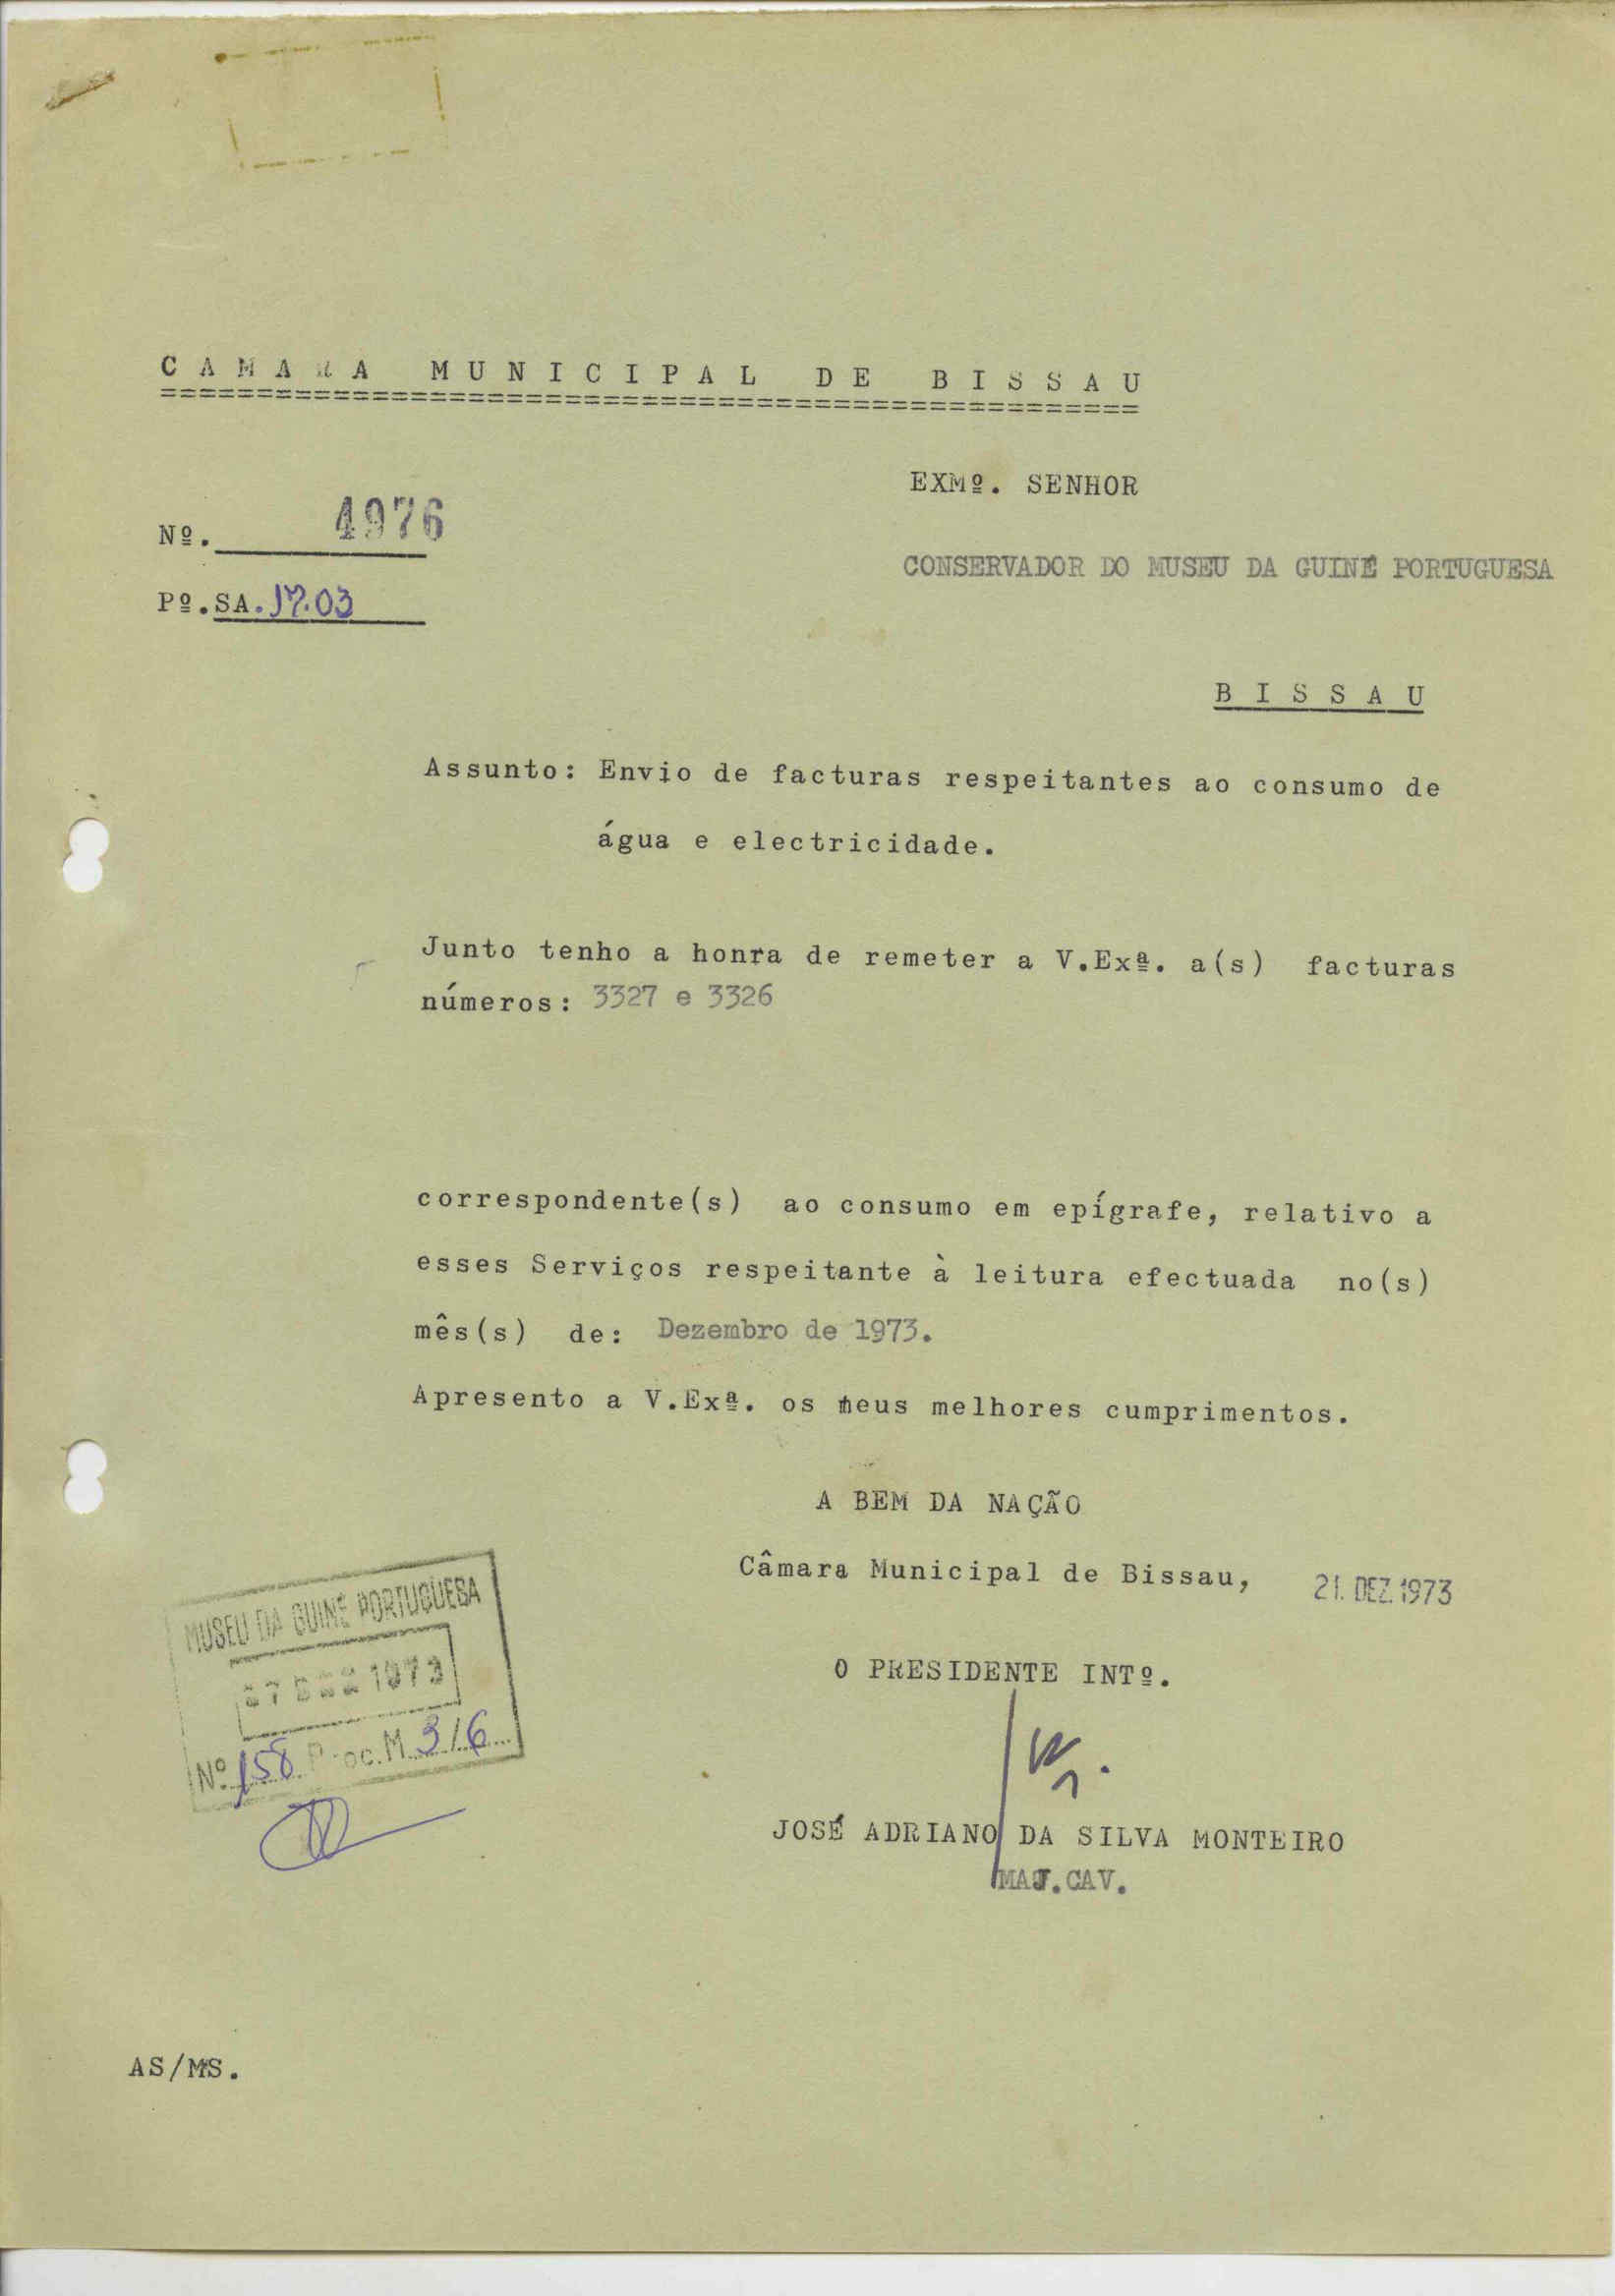 CAMARA MUNICIPAL DE BISSAU
EXMº. SENHOR
Nº. 4976
CONSERVADOR DO MUSEU DA GUINÉ PORTUGUESA
Pº.SA.17.03
BISSAU
Assunto: Envio de facturas respeitantes ao consumo de
água e electricidade.
Junto tenho a honra de remeter a V.Exª. a(s) facturas
números: 3327 e 3326
correspondente(s) ao consumo em epígrafe, relativo a
esses Serviços respeitante à leitura efectuada no(s)
mês(s) de: Dezembro de 1973.
Apresento a V.Exª. os meus melhores cumprimentos.
A BEM DA NAÇÃO
Câmara Municipal de Bissau, 21. DEZ. 1973
O PRESIDENTE INTº.
JOSÉ ADRIANO DA SILVA MONTEIRO
MAJ.CAV.
MUSEU DA GUINÉ PORTUGUESA
27 DEZ 1973
Nº 158 Proc. M 3/6
AS/MS.